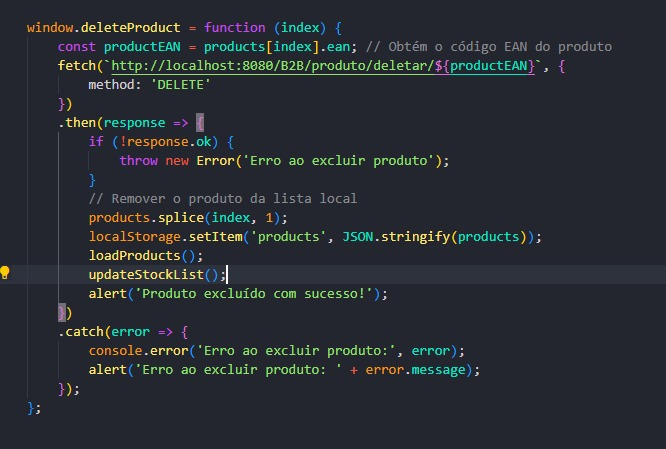 window.deleteProduct = function (index) {
    const productEAN = products[index].ean; // Obtém o código EAN do produto
    fetch(`http://localhost:8080/B2B/produto/deletar/${productEAN}`, {
        method: 'DELETE'
    })
    .then(response => {
        if (!response.ok) {
            throw new Error('Erro ao excluir produto');
        }
        // Remover o produto da lista local
        products.splice(index, 1);
        localStorage.setItem('products', JSON.stringify(products));
        loadProducts();
        updateStockList();
        alert('Produto excluído com sucesso!');
    })
    .catch(error => {
        console.error('Erro ao excluir produto:', error);
        alert('Erro ao excluir produto: ' + error.message);
    });
};